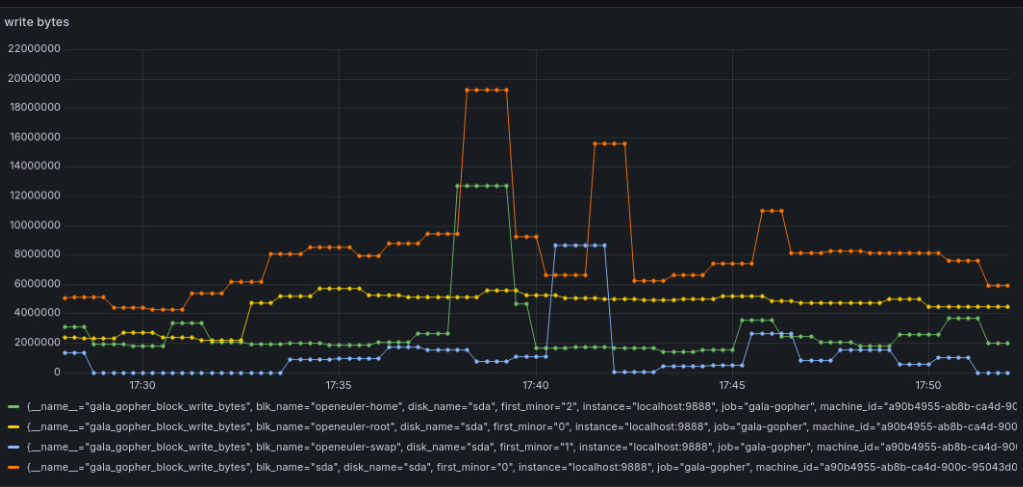 write bytes
22000000
20000000
18000000
16000000
14000000
12000000
10000000
8000000
6000000
4000000
2000000
0
17:30 17:35 17:40 17:45 17:50
{__name__="gala_gopher_block_write_bytes", blk_name="openeuler-home", disk_name="sda", first_minor="2", instance="localhost:9888", job="gala-gopher", machine_id="a90b4955-ab8b-ca4d-90
{__name__="gala_gopher_block_write_bytes", blk_name="openeuler-root", disk_name="sda", first_minor="0", instance="localhost:9888", job="gala-gopher", machine_id="a90b4955-ab8b-ca4d-900
{__name__="gala_gopher_block_write_bytes", blk_name="openeuler-swap", disk_name="sda", first_minor="1", instance="localhost:9888", job="gala-gopher", machine_id="a90b4955-ab8b-ca4d-900
{__name__="gala_gopher_block_write_bytes", blk_name="sda", disk_name="sda", first_minor="0", instance="localhost:9888", job="gala-gopher", machine_id="a90b4955-ab8b-ca4d-900c-95043d0